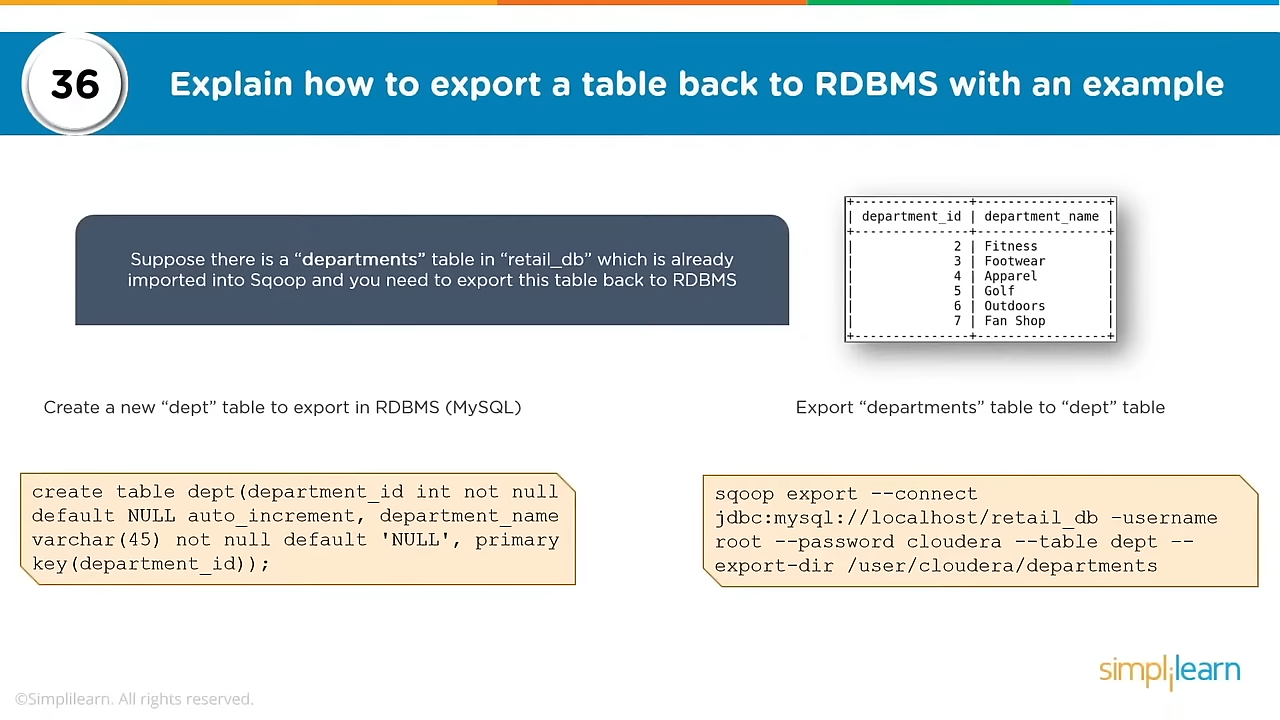 36
Explain how to export a table back to RDBMS with an example
Suppose there is a “departments” table in “retail_db” which is already
imported into Sqoop and you need to export this table back to RDBMS
+---------------+-----------------+
| department_id | department_name |
+---------------+-----------------+
| 2 | Fitness |
| 3 | Footwear |
| 4 | Apparel |
| 5 | Golf |
| 6 | Outdoors |
| 7 | Fan Shop |
+---------------+-----------------+
Create a new “dept” table to export in RDBMS (MySQL)
Export “departments” table to “dept” table
create table dept(department_id int not null
default NULL auto_increment, department_name
varchar(45) not null default 'NULL', primary
key(department_id));
sqoop export --connect
jdbc:mysql://localhost/retail_db –username
root --password cloudera --table dept --
export-dir /user/cloudera/departments
simplilearn
©Simplilearn. All rights reserved.